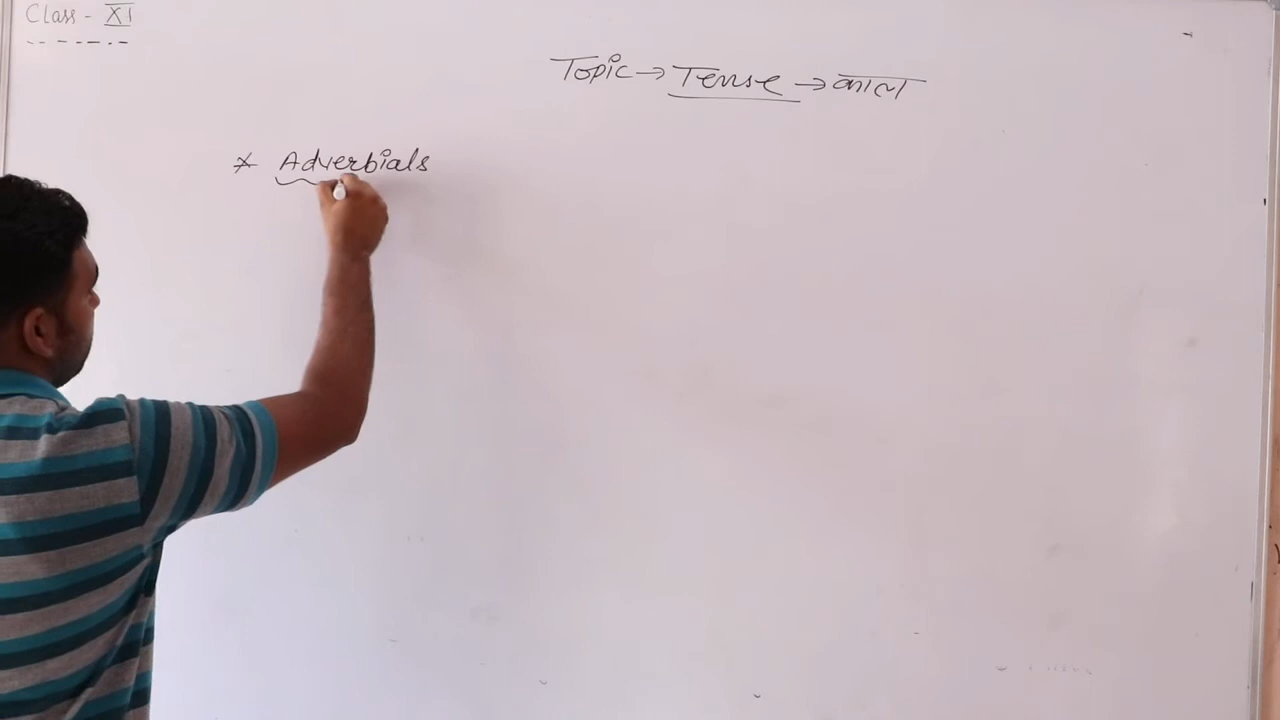 Class - XI
Topic → Tense → काल
* Adverbials